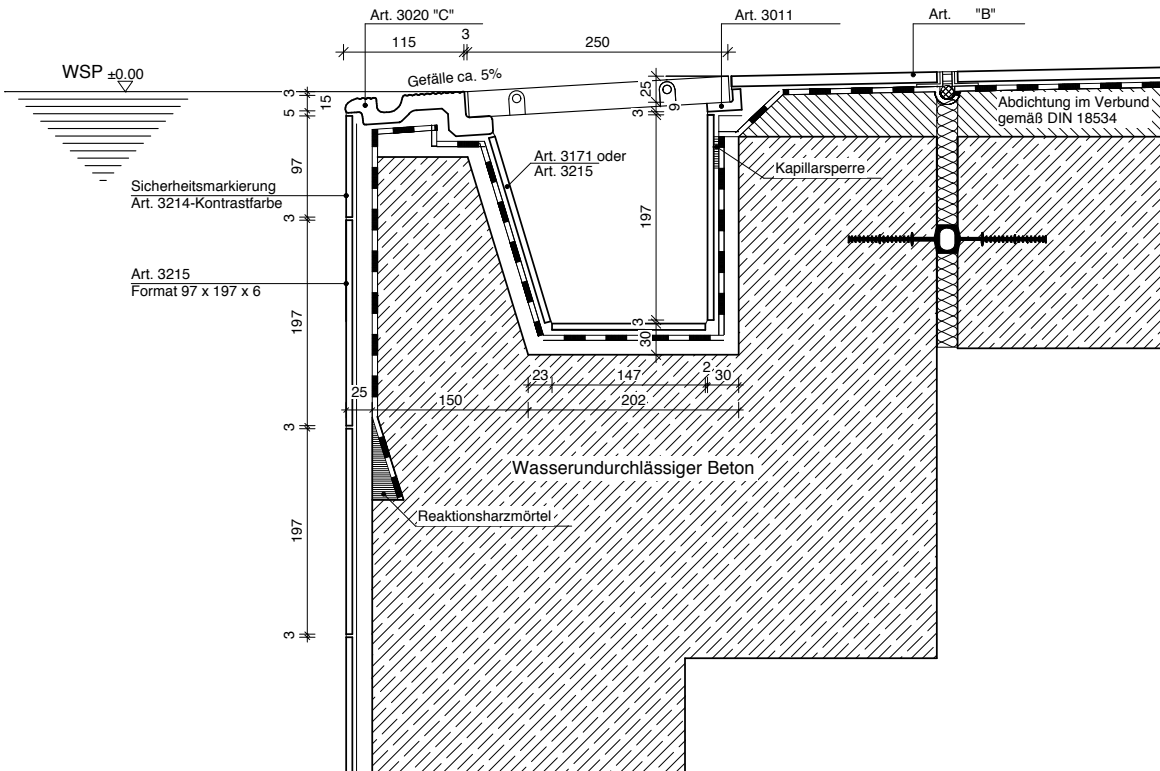 Art. 3020 "C"
Art. 3011
Art. "B"
3
115
250
WSP ±0.00
Gefälle ca. 5%
3
15
5
25
9
3
Abdichtung im Verbund
gemäß DIN 18534
Art. 3171 oder
Art. 3215
Kapillarsperre
97
Sicherheitsmarkierung
Art. 3214-Kontrastfarbe
3
197
Art. 3215
Format 97 x 197 x 6
197
3
30
23
147
2
30
25
150
202
3
Wasserundurchlässiger Beton
Reaktionsharzmörtel
197
3